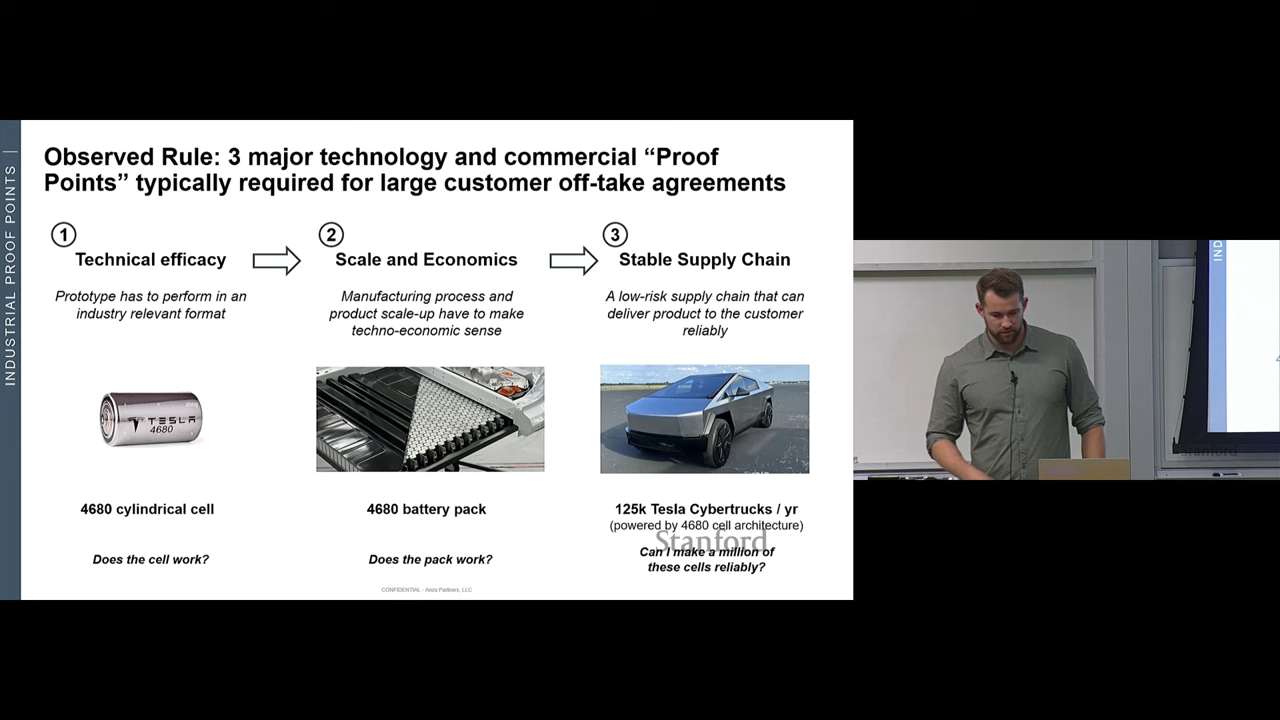 INDUSTRIAL PROOF POINTS |
Observed Rule: 3 major technology and commercial “Proof
Points” typically required for large customer off-take agreements
1
Technical efficacy
Prototype has to perform in an
industry relevant format
TESLA
4680
4680 cylindrical cell
Does the cell work?
2
Scale and Economics
Manufacturing process and
product scale-up have to make
techno-economic sense
4680 battery pack
Does the pack work?
3
Stable Supply Chain
A low-risk supply chain that can
deliver product to the customer
reliably
125k Tesla Cybertrucks / yr
(powered by 4680 cell architecture)
Stanford
Can I make a million of
these cells reliably?
CONFIDENTIAL - Anzu Partners, LLC
IND
Stanford